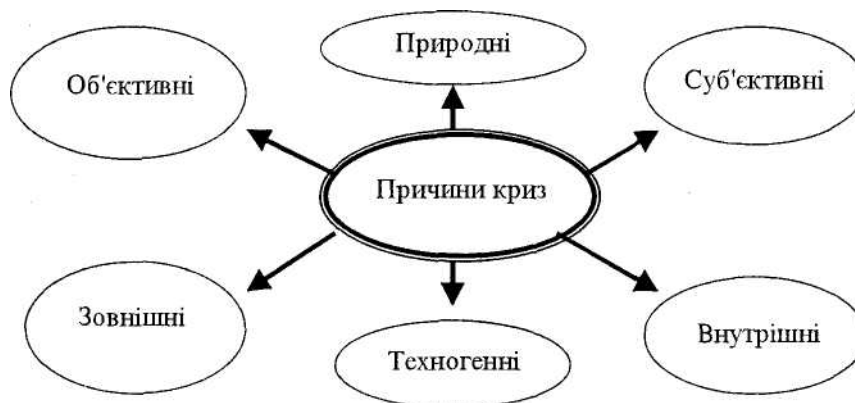 Природні
Об'єктивні
Суб'єктивні
Причини криз
Зовнішні
Внутрішні
Техногенні